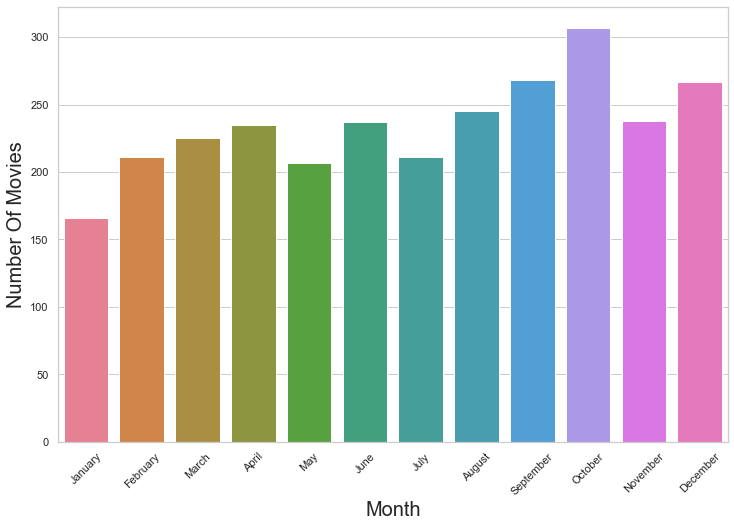 Number Of Movies
300
250
200
150
100
50
0
January
February
March
April
May
June
July
August
September
October
November
December
Month